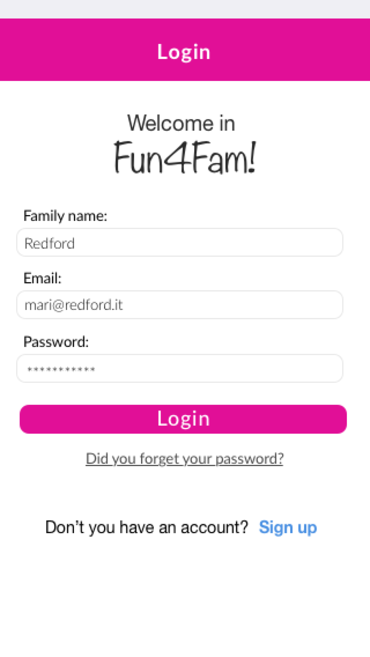 Login
Welcome in
Fun4Fam!
Family name:
Redford
Email:
mari@redford.it
Password:
***********
Login
Did you forget your password?
Don't you have an account? Sign up